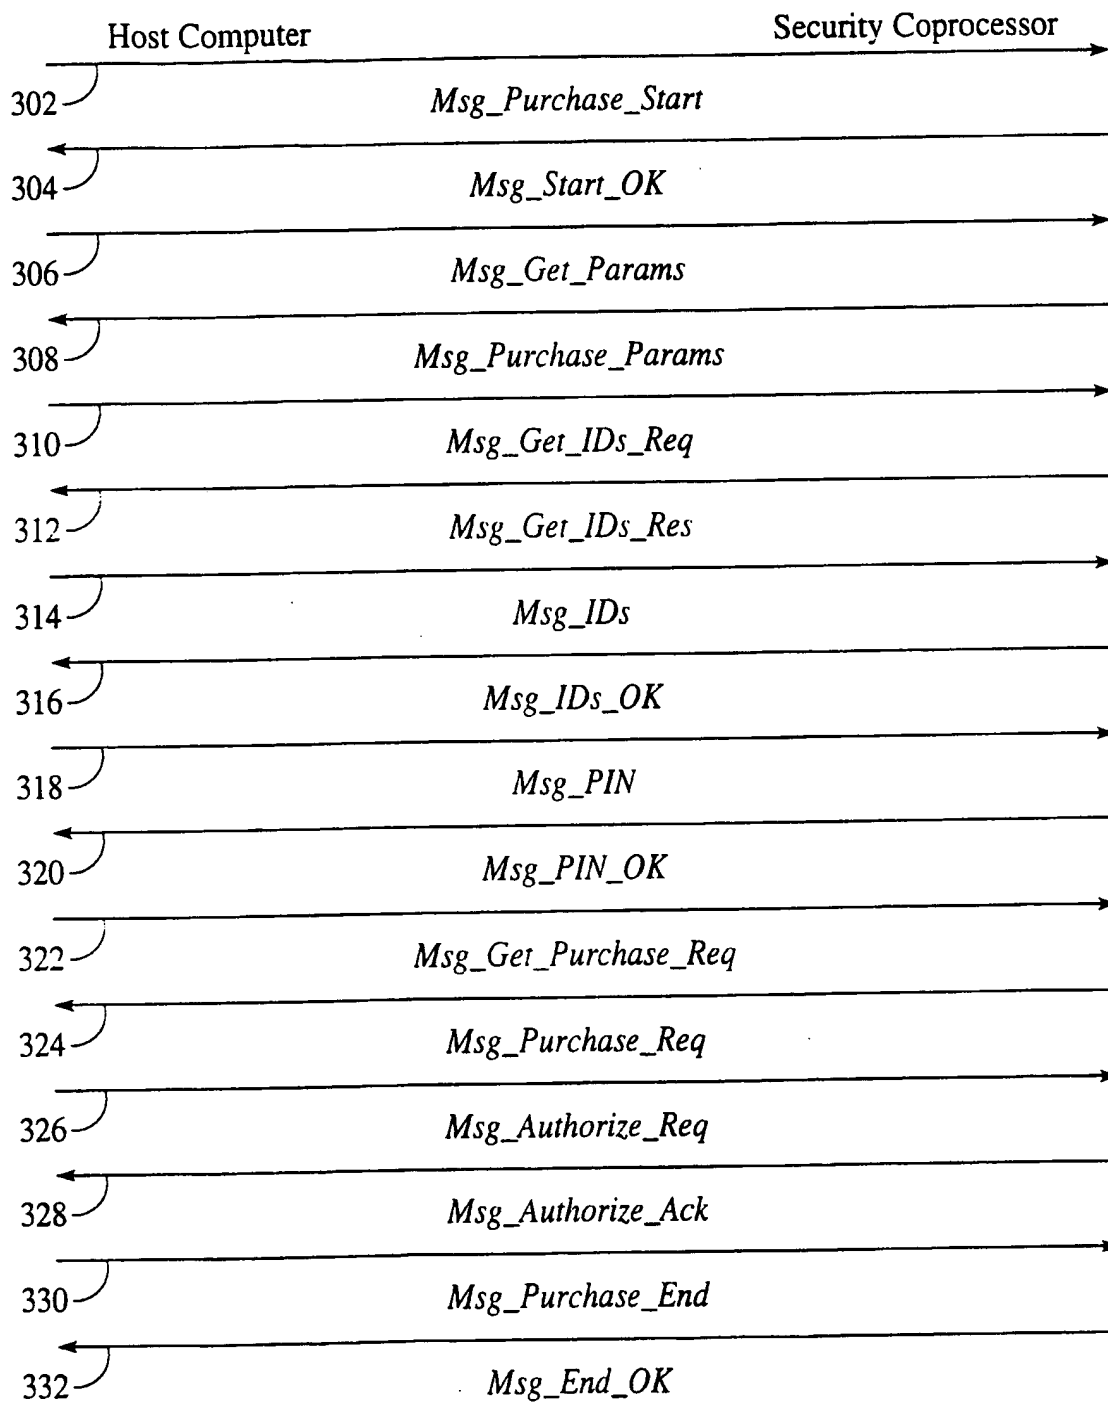 Host Computer Security Coprocessor
302 Msg_Purchase_Start
304 Msg_Start_OK
306 Msg_Get_Params
308 Msg_Purchase_Params
310 Msg_Get_IDs_Req
312 Msg_Get_IDs_Res
314 Msg_IDs
316 Msg_IDs_OK
318 Msg_PIN
320 Msg_PIN_OK
322 Msg_Get_Purchase_Req
324 Msg_Purchase_Req
326 Msg_Authorize_Req
328 Msg_Authorize_Ack
330 Msg_Purchase_End
332 Msg_End_OK